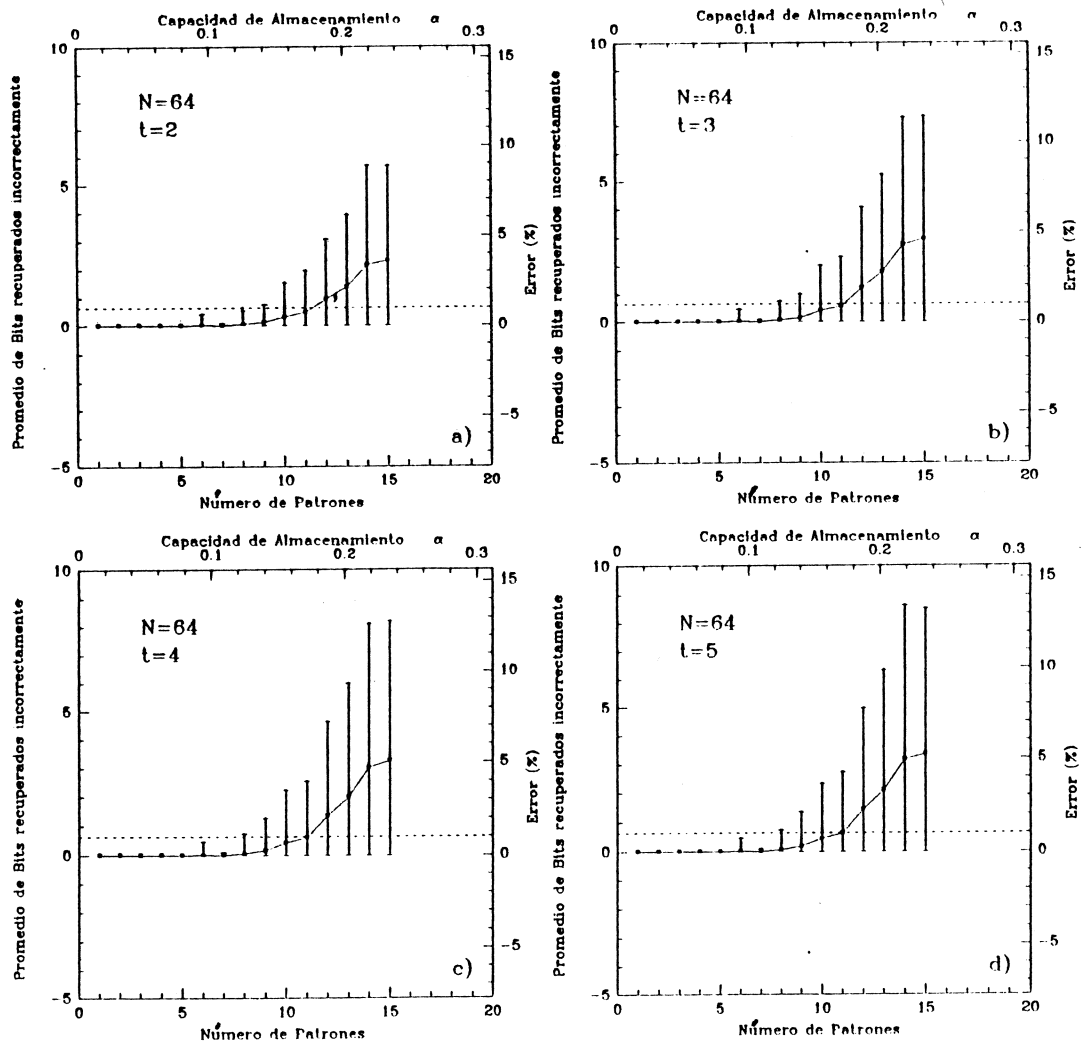 Capacidad de Almacenamiento α
0 0.1 0.2 0.3
10
5
0
-5
15
10
5
0
-5
Promedio de Bits recuperados incorrectamente
Error (%)
N=64
t=2
a)
0 5 10 15 20
Número de Patrones
Capacidad de Almacenamiento α
0 0.1 0.2 0.3
10
5
0
-5
15
10
5
0
-5
Promedio de Bits recuperados incorrectamente
Error (%)
N=64
t=3
b)
0 5 10 15 20
Número de Patrones
Capacidad de Almacenamiento α
0 0.1 0.2 0.3
10
5
0
-5
15
10
5
0
-5
Promedio de Bits recuperados incorrectamente
Error (%)
N=64
t=4
c)
0 5 10 15 20
Número de Patrones
Capacidad de Almacenamiento α
0 0.1 0.2 0.3
10
5
0
-5
15
10
5
0
-5
Promedio de Bits recuperados incorrectamente
Error (%)
N=64
t=5
d)
0 5 10 15 20
Número de Patrones